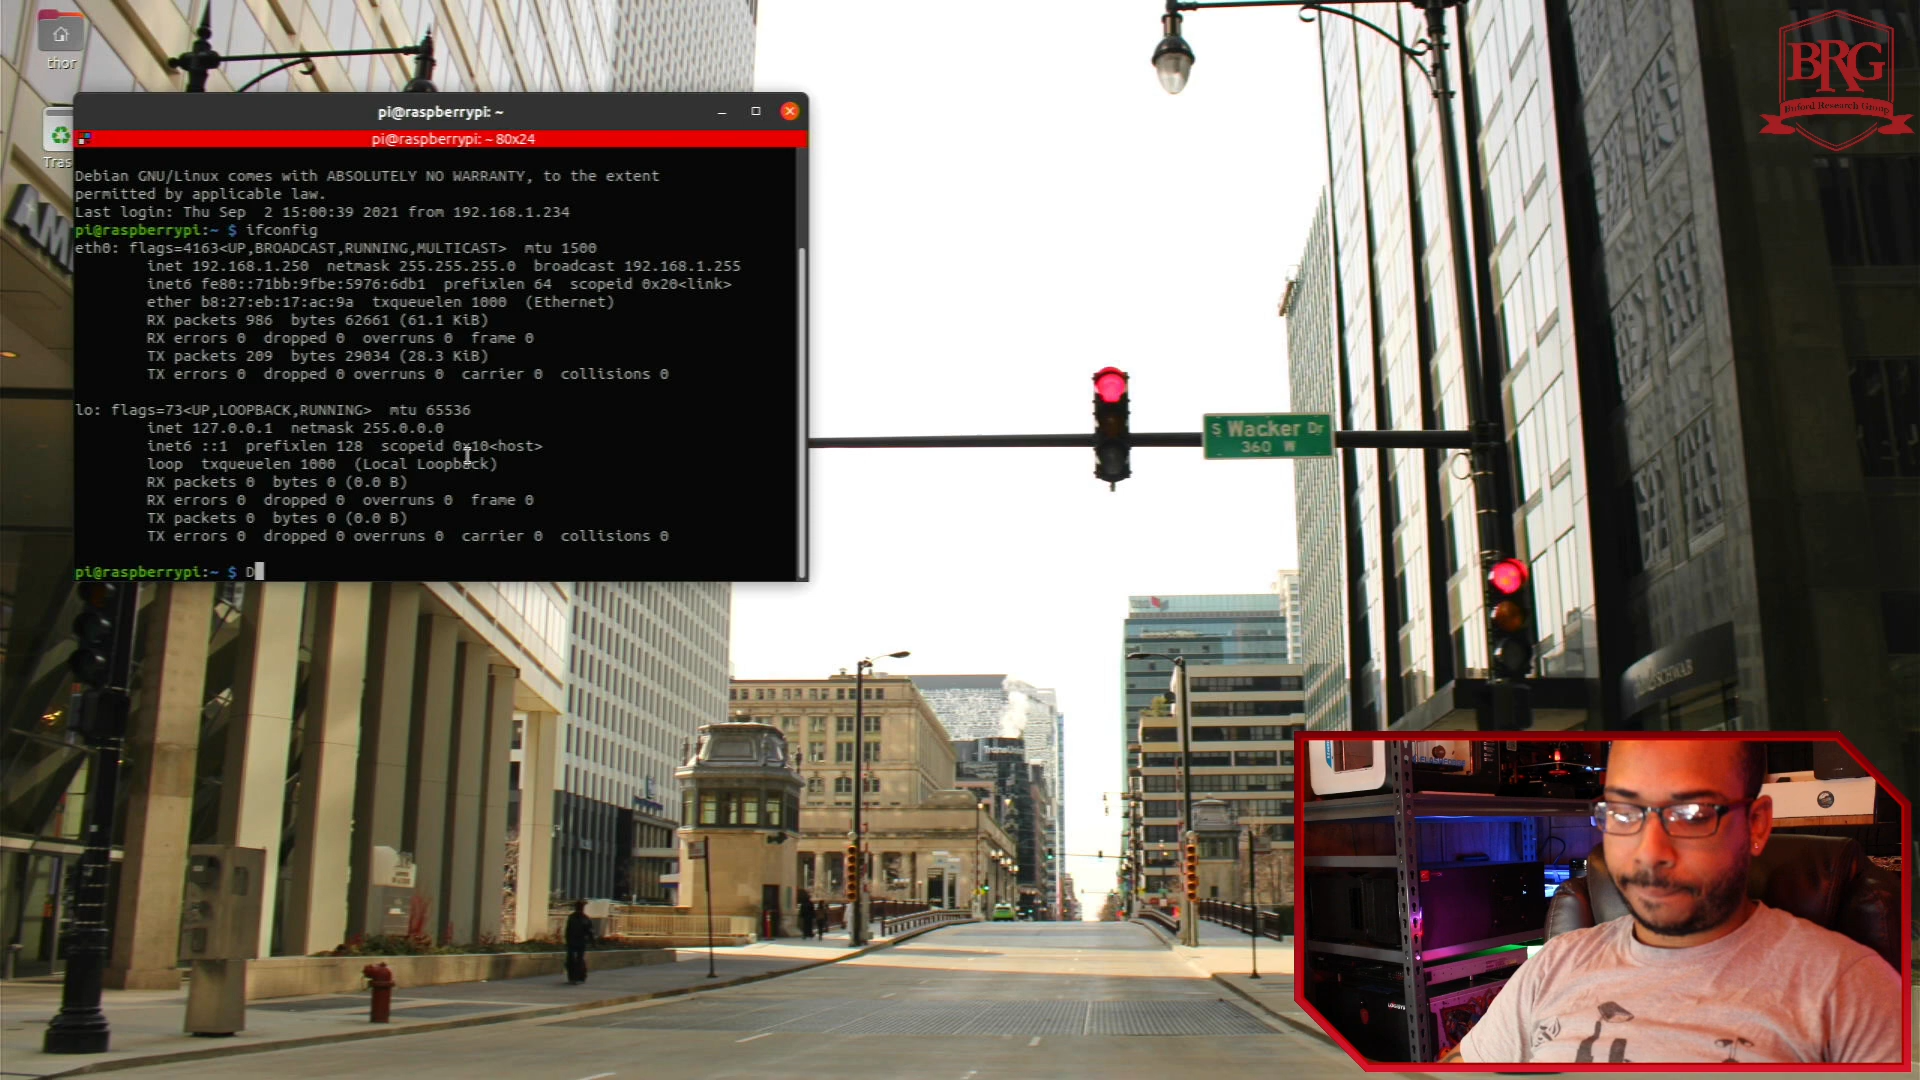 thor
Tras
pi@raspberrypi: ~
pi@raspberrypi: ~ 80x24
Debian GNU/Linux comes with ABSOLUTELY NO WARRANTY, to the extent
permitted by applicable law.
Last login: Thu Sep  2 15:00:39 2021 from 192.168.1.234
pi@raspberrypi:~ $ ifconfig
eth0: flags=4163<UP,BROADCAST,RUNNING,MULTICAST>  mtu 1500
inet 192.168.1.250  netmask 255.255.255.0  broadcast 192.168.1.255
inet6 fe80::71bb:9fbe:5976:6db1  prefixlen 64  scopeid 0x20<link>
ether b8:27:eb:17:ac:9a  txqueuelen 1000  (Ethernet)
RX packets 986  bytes 62661 (61.1 KiB)
RX errors 0  dropped 0  overruns 0  frame 0
TX packets 209  bytes 29034 (28.3 KiB)
TX errors 0  dropped 0 overruns 0  carrier 0  collisions 0
lo: flags=73<UP,LOOPBACK,RUNNING>  mtu 65536
inet 127.0.0.1  netmask 255.0.0.0
inet6 ::1  prefixlen 128  scopeid 0x10<host>
loop  txqueuelen 1000  (Local Loopback)
RX packets 0  bytes 0 (0.0 B)
RX errors 0  dropped 0  overruns 0  frame 0
TX packets 0  bytes 0 (0.0 B)
TX errors 0  dropped 0 overruns 0  carrier 0  collisions 0
pi@raspberrypi:~ $ D
BRG
Buford Research Group
S Wacker Dr
360 W
AM
TransUnion